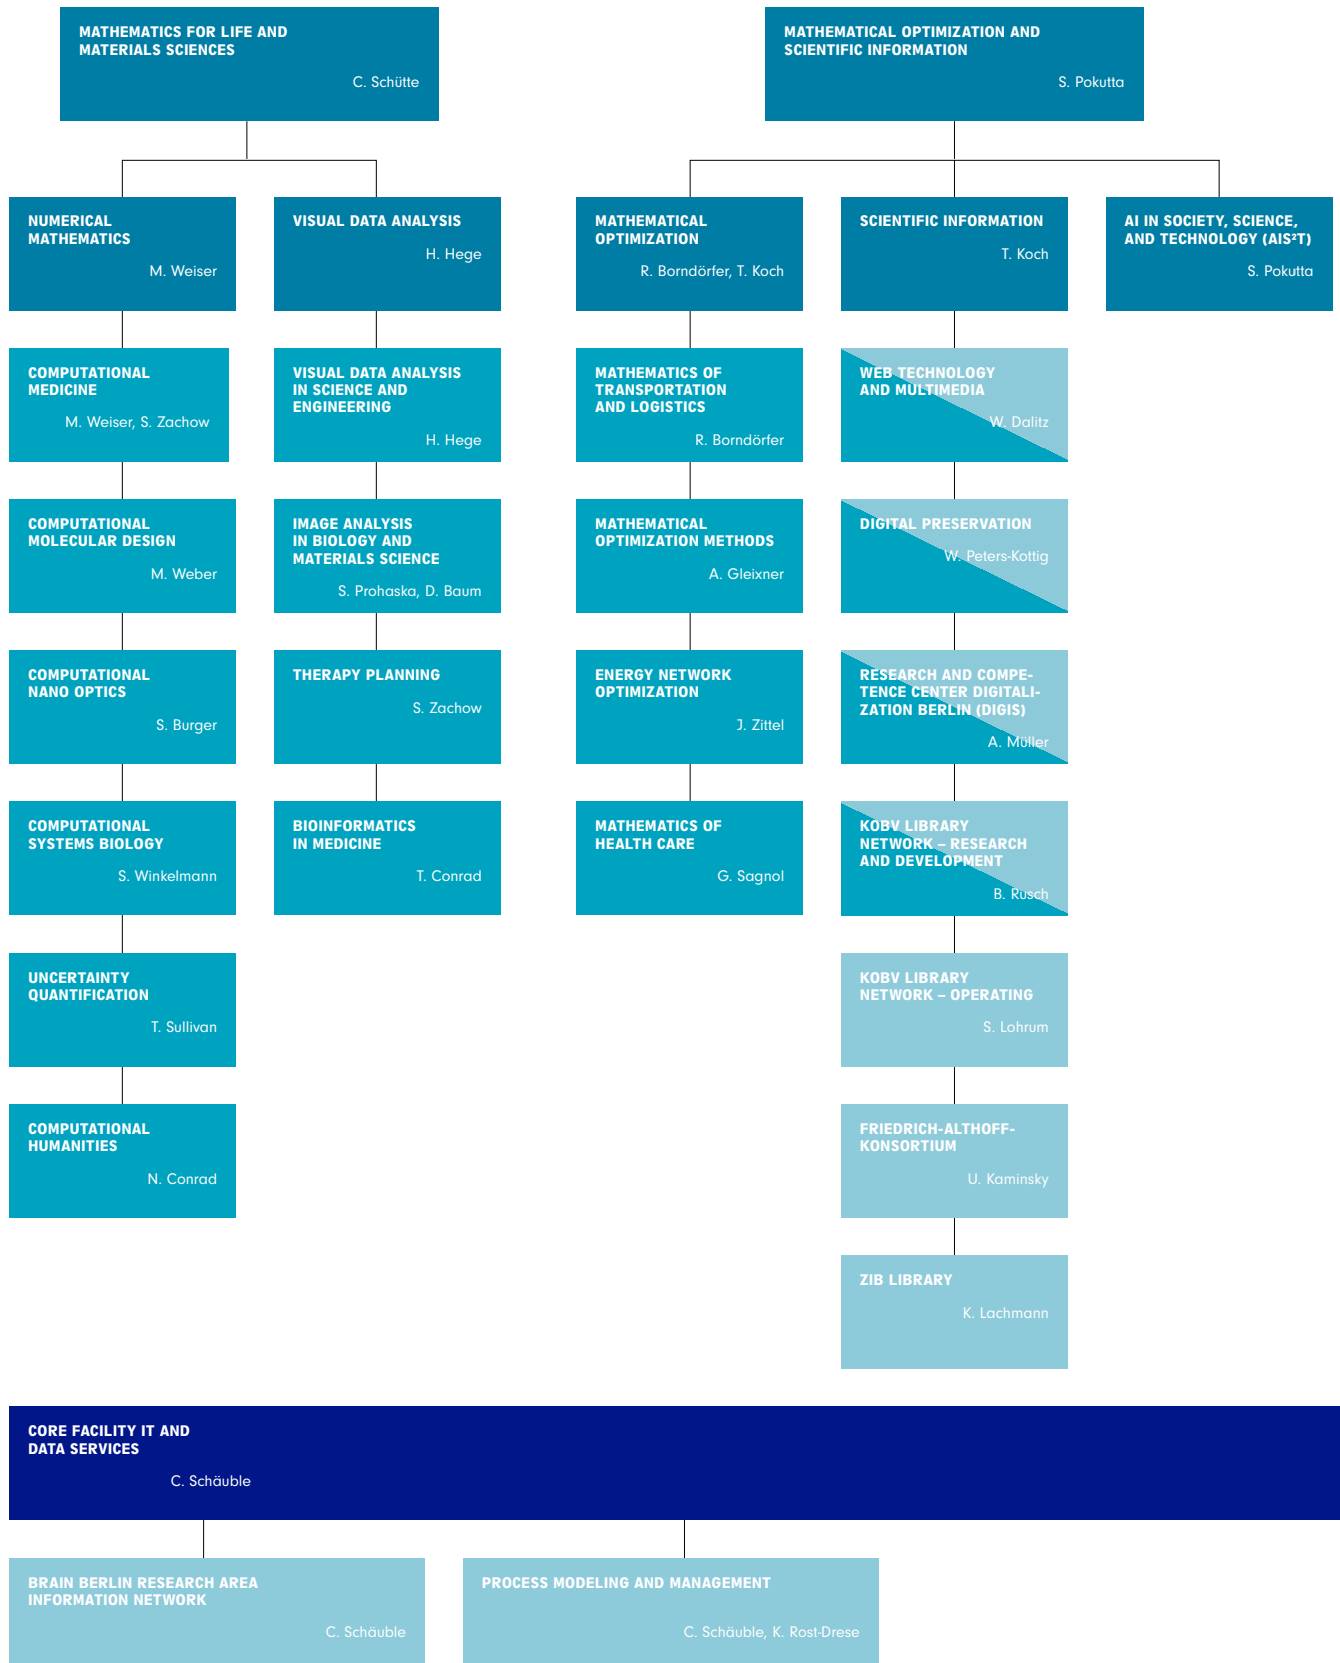 MATHEMATICS FOR LIFE AND
MATERIALS SCIENCES
C. Schütte
MATHEMATICAL OPTIMIZATION AND
SCIENTIFIC INFORMATION
S. Pokutta
NUMERICAL
MATHEMATICS
M. Weiser
VISUAL DATA ANALYSIS
H. Hege
MATHEMATICAL
OPTIMIZATION
R. Borndörfer, T. Koch
SCIENTIFIC INFORMATION
T. Koch
AI IN SOCIETY, SCIENCE,
AND TECHNOLOGY (AIS²T)
S. Pokutta
COMPUTATIONAL
MEDICINE
M. Weiser, S. Zachow
VISUAL DATA ANALYSIS
IN SCIENCE AND
ENGINEERING
H. Hege
MATHEMATICS OF
TRANSPORTATION
AND LOGISTICS
R. Borndörfer
WEB TECHNOLOGY
AND MULTIMEDIA
W. Dalitz
COMPUTATIONAL
MOLECULAR DESIGN
M. Weber
IMAGE ANALYSIS
IN BIOLOGY AND
MATERIALS SCIENCE
S. Prohaska, D. Baum
MATHEMATICAL
OPTIMIZATION METHODS
A. Gleixner
DIGITAL PRESERVATION
W. Peters-Kottig
COMPUTATIONAL
NANO OPTICS
S. Burger
THERAPY PLANNING
S. Zachow
ENERGY NETWORK
OPTIMIZATION
J. Zittel
RESEARCH AND COMPE-
TENCE CENTER DIGITALI-
ZATION BERLIN (DIGIS)
A. Müller
COMPUTATIONAL
SYSTEMS BIOLOGY
S. Winkelmann
BIOINFORMATICS
IN MEDICINE
T. Conrad
MATHEMATICS OF
HEALTH CARE
G. Sagnol
KOBV LIBRARY
NETWORK – RESEARCH
AND DEVELOPMENT
B. Rusch
UNCERTAINTY
QUANTIFICATION
T. Sullivan
KOBV LIBRARY
NETWORK – OPERATING
S. Lohrum
COMPUTATIONAL
HUMANITIES
N. Conrad
FRIEDRICH-ALTHOFF-
KONSORTIUM
U. Kaminsky
ZIB LIBRARY
K. Lachmann
CORE FACILITY IT AND
DATA SERVICES
C. Schäuble
BRAIN BERLIN RESEARCH AREA
INFORMATION NETWORK
C. Schäuble
PROCESS MODELING AND MANAGEMENT
C. Schäuble, K. Rost-Drese